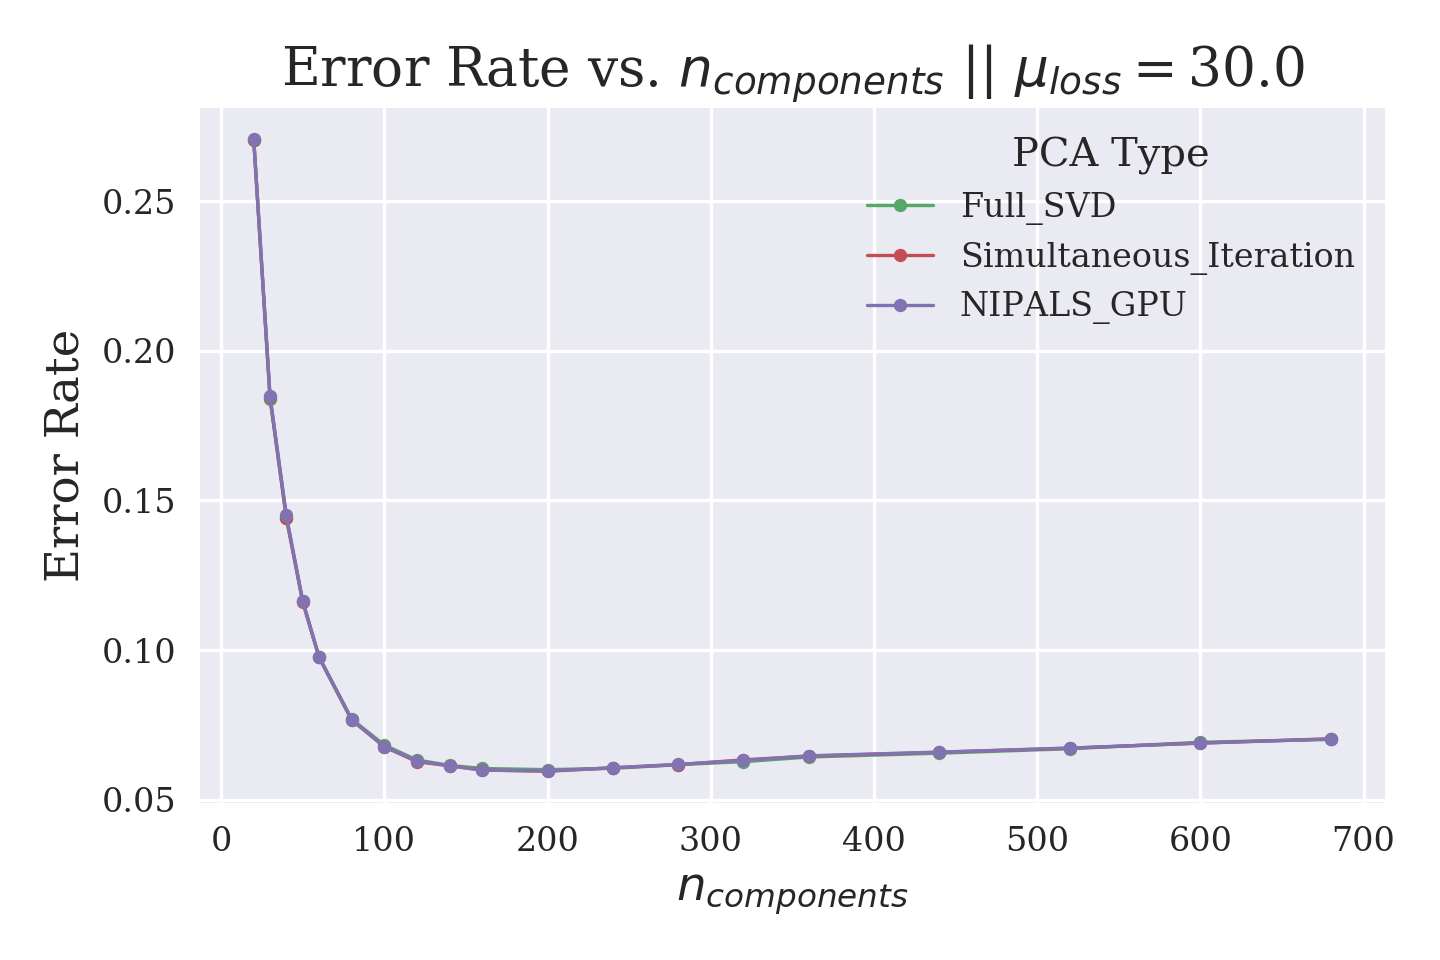 Error Rate vs. n_components || μ_loss = 30.0
PCA Type
Full_SVD
Simultaneous_Iteration
NIPALS_GPU
Error Rate
0.25
0.20
0.15
0.10
0.05
0 100 200 300 400 500 600 700
n_components